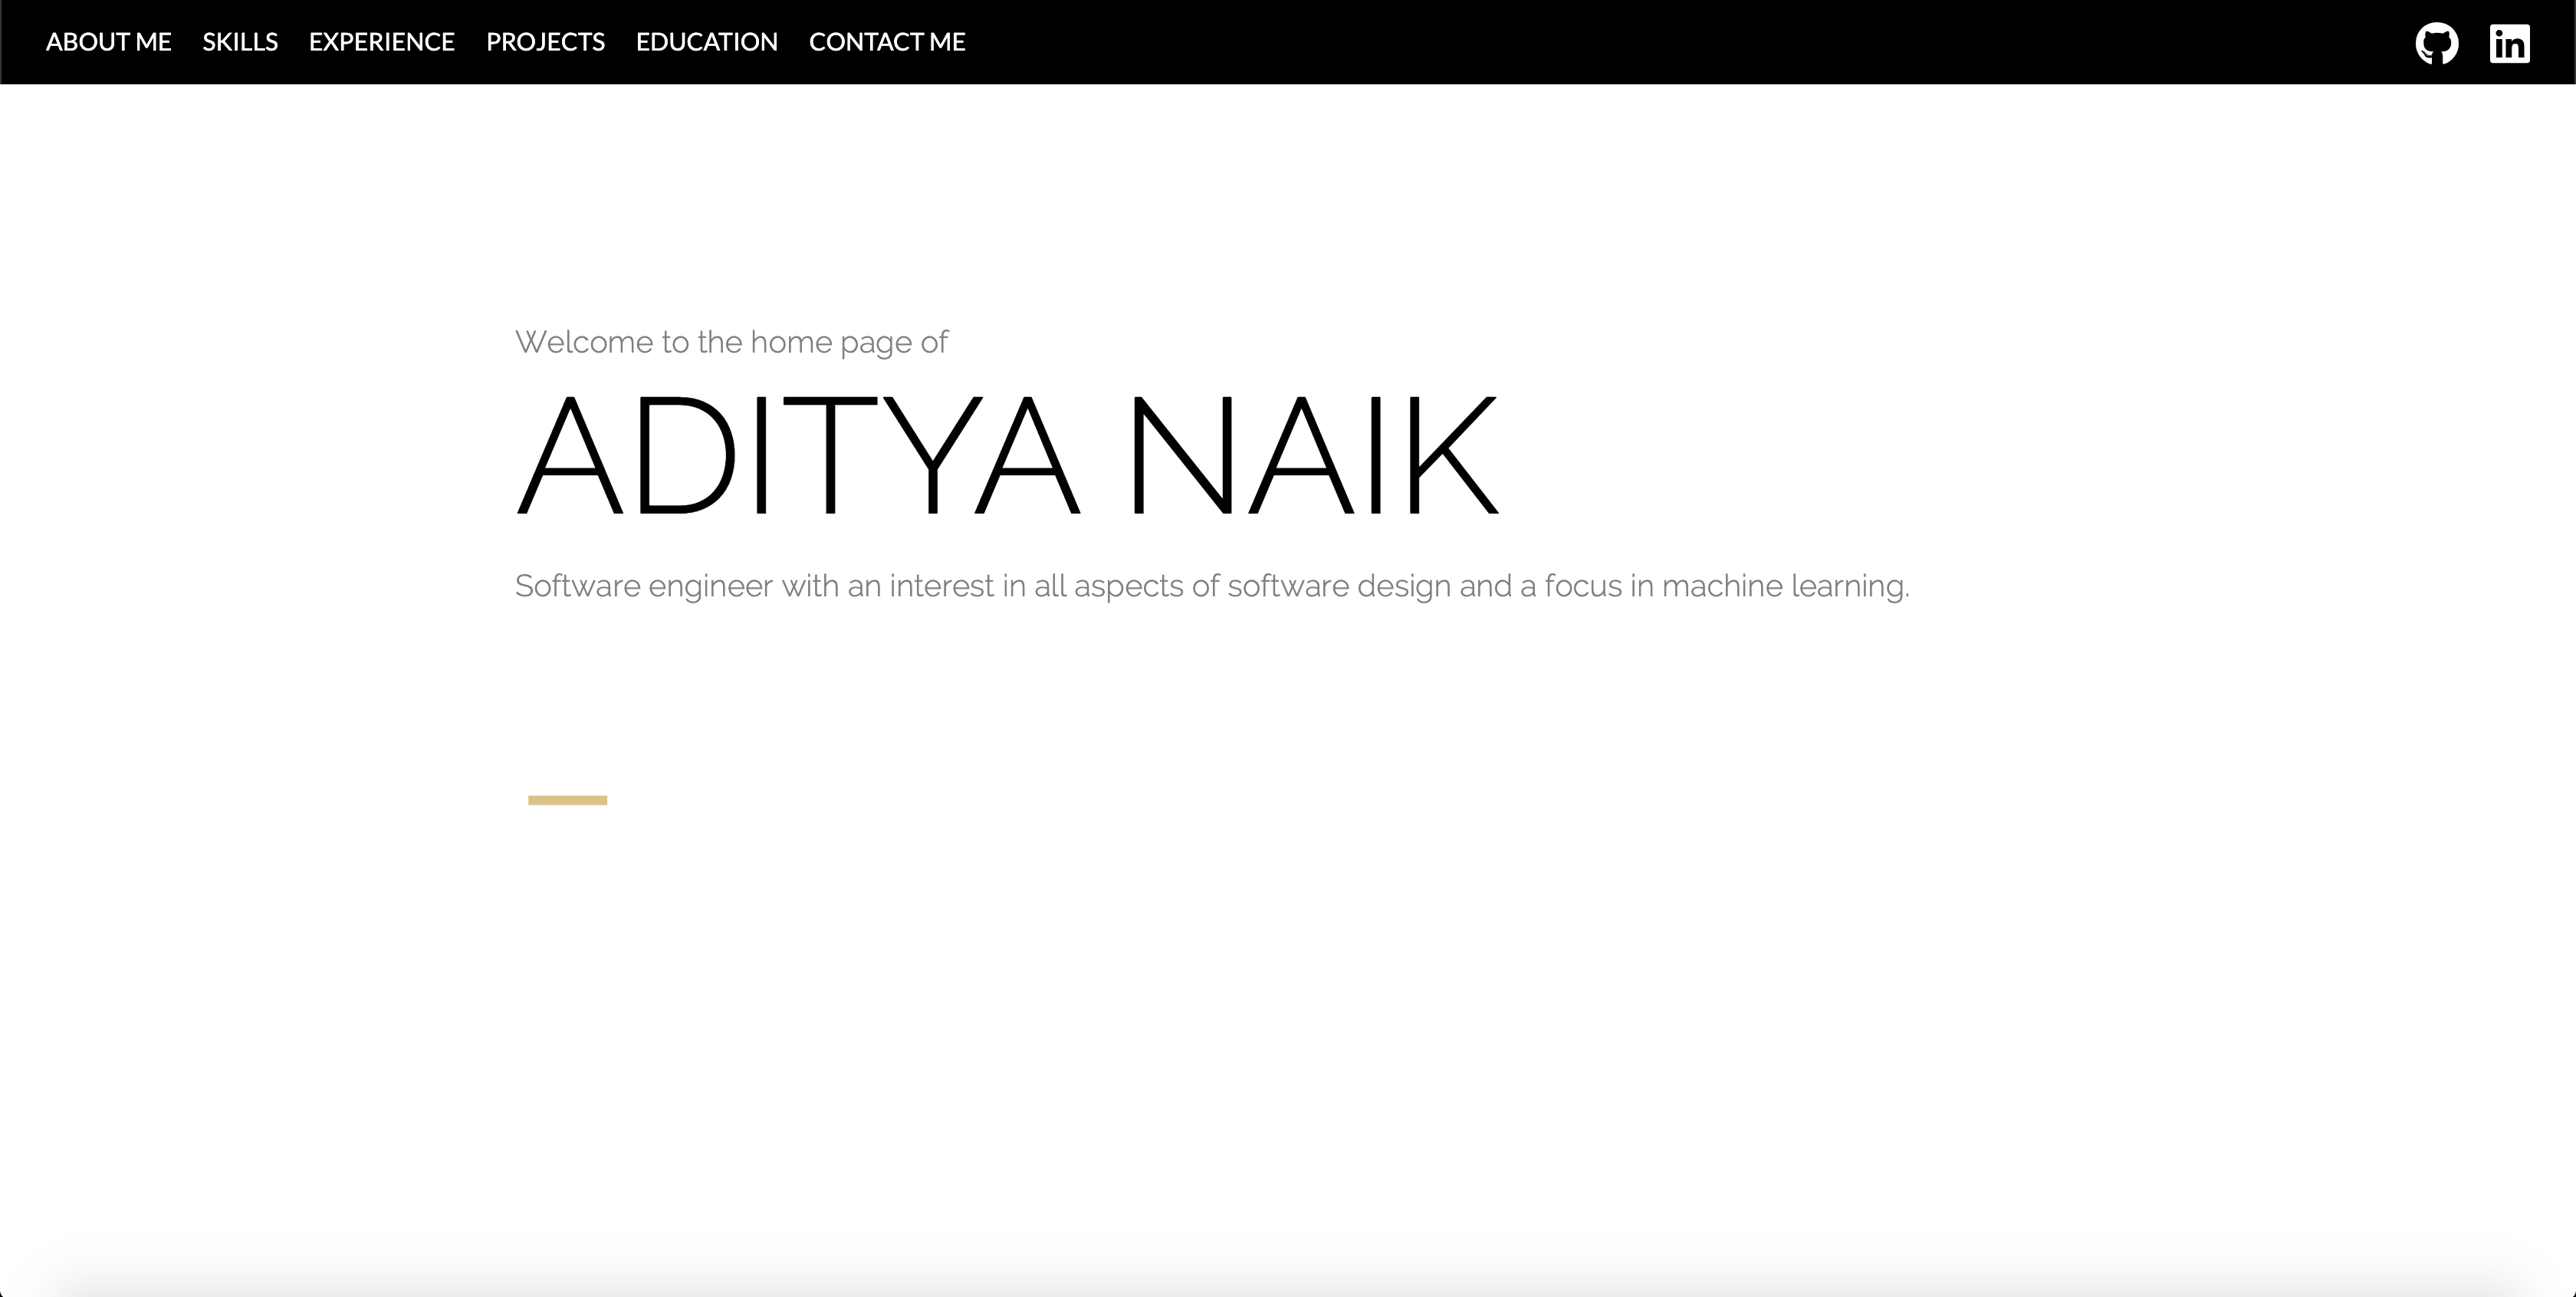 ABOUT ME SKILLS EXPERIENCE PROJECTS EDUCATION CONTACT ME in
Welcome to the home page of
ADITYA NAIK
Software engineer with an interest in all aspects of software design and a focus in machine learning.